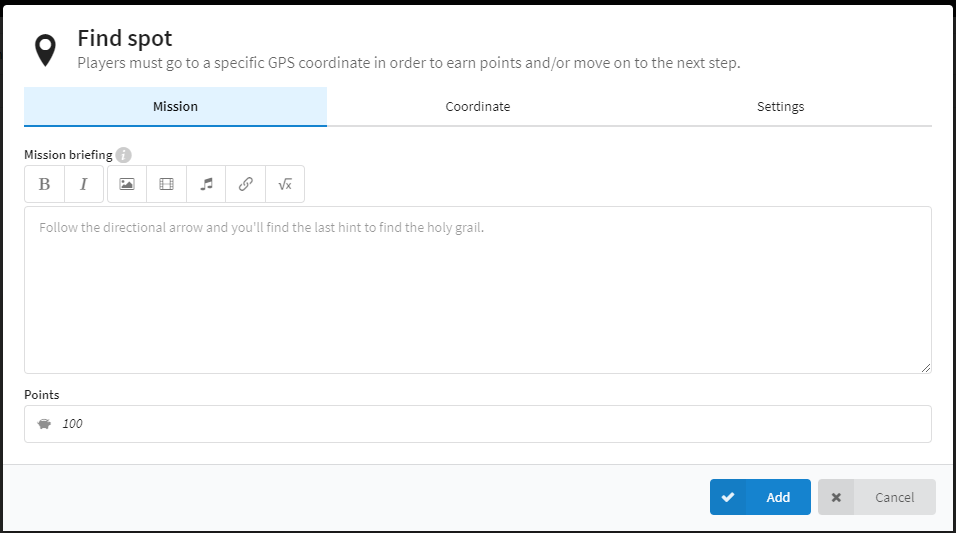 Find spot
Players must go to a specific GPS coordinate in order to earn points and/or move on to the next step.
Mission Coordinate Settings
Mission briefing i
B I √x
Follow the directional arrow and you'll find the last hint to find the holy grail.
Points
100
Add Cancel